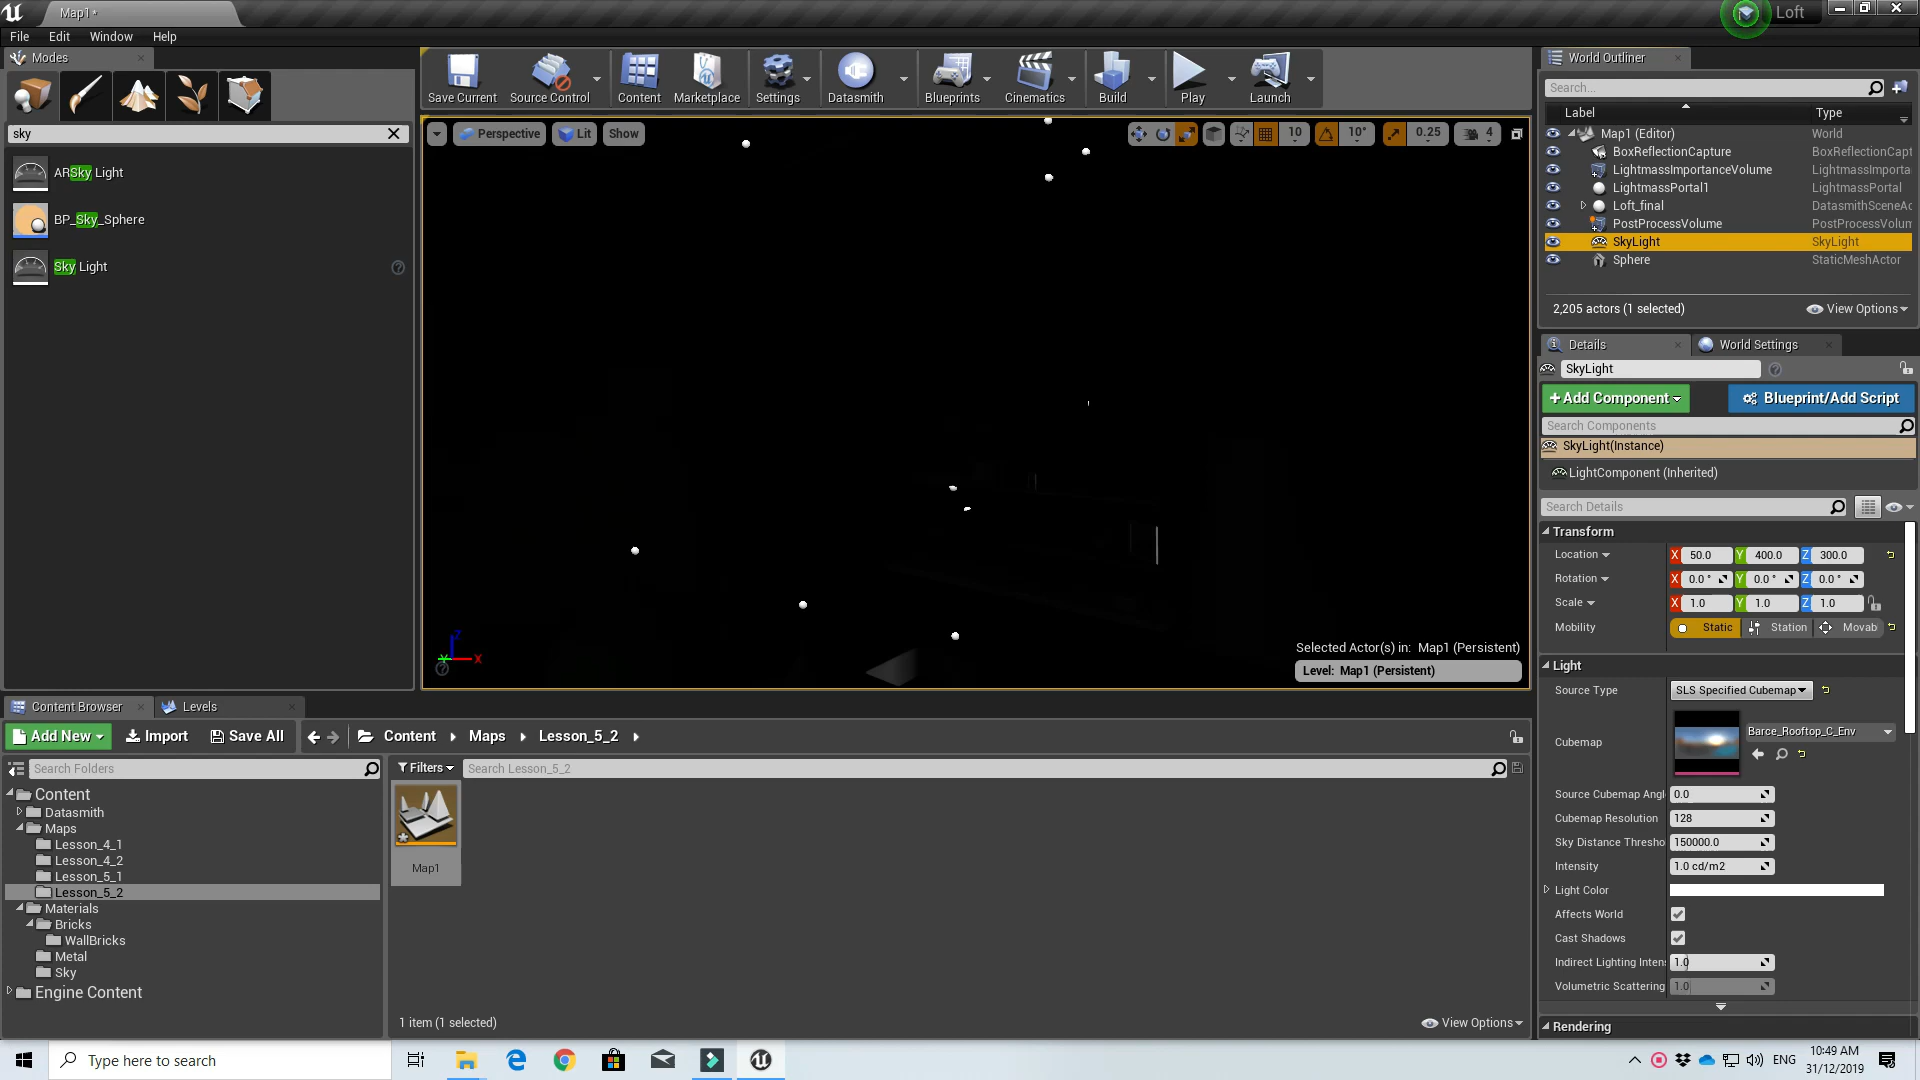 Map1*
Loft
File Edit Window Help
Modes
sky
ARSky Light
BP_Sky_Sphere
Sky Light
Save Current
Source Control
Content
Marketplace
Settings
Datasmith
Blueprints
Cinematics
Build
Play
Launch
Perspective
Lit
Show
10
10°
0.25
4
Selected Actor(s) in: Map1 (Persistent)
Level: Map1 (Persistent)
World Outliner
Search...
Label Type
Map1 (Editor) World
BoxReflectionCapture BoxReflectionCapt
LightmassImportanceVolume LightmassImporta
LightmassPortal1 LightmassPortal
Loft_final DatasmithSceneAc
PostProcessVolume PostProcessVolum
SkyLight SkyLight
Sphere StaticMeshActor
2,205 actors (1 selected)
View Options
Details
World Settings
SkyLight
+Add Component
Blueprint/Add Script
Search Components
SkyLight(Instance)
LightComponent (Inherited)
Search Details
Transform
Location X 50.0 Y 400.0 Z 300.0
Rotation X 0.0 ° Y 0.0 ° Z 0.0 °
Scale X 1.0 Y 1.0 Z 1.0
Mobility Static Station Movab
Light
Source Type SLS Specified Cubemap
Cubemap Barce_Rooftop_C_Env
Source Cubemap Angl 0.0
Cubemap Resolution 128
Sky Distance Thresho 150000.0
Intensity 1.0 cd/m2
Light Color
Affects World
Cast Shadows
Indirect Lighting Inten 1.0
Volumetric Scattering 1.0
Rendering
Content Browser
Levels
Add New
Import
Save All
Content
Maps
Lesson_5_2
Search Folders
Filters
Search Lesson_5_2
Content
Datasmith
Maps
Lesson_4_1
Lesson_4_2
Lesson_5_1
Lesson_5_2
Materials
Bricks
WallBricks
Metal
Sky
Engine Content
Map1
1 item (1 selected)
View Options
Z
Y X
Type here to search
ENG
10:49 AM
31/12/2019